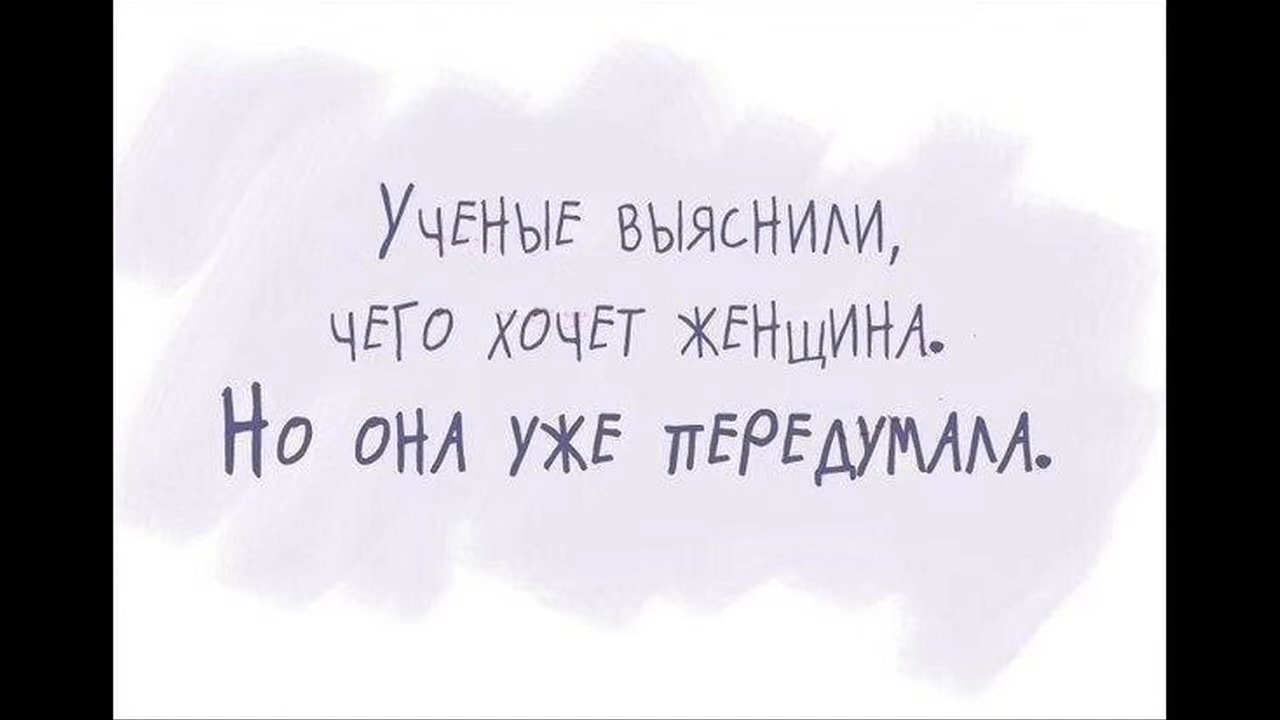 Ученые выяснили,
чего хочет женщина.
Но она уже передумала.